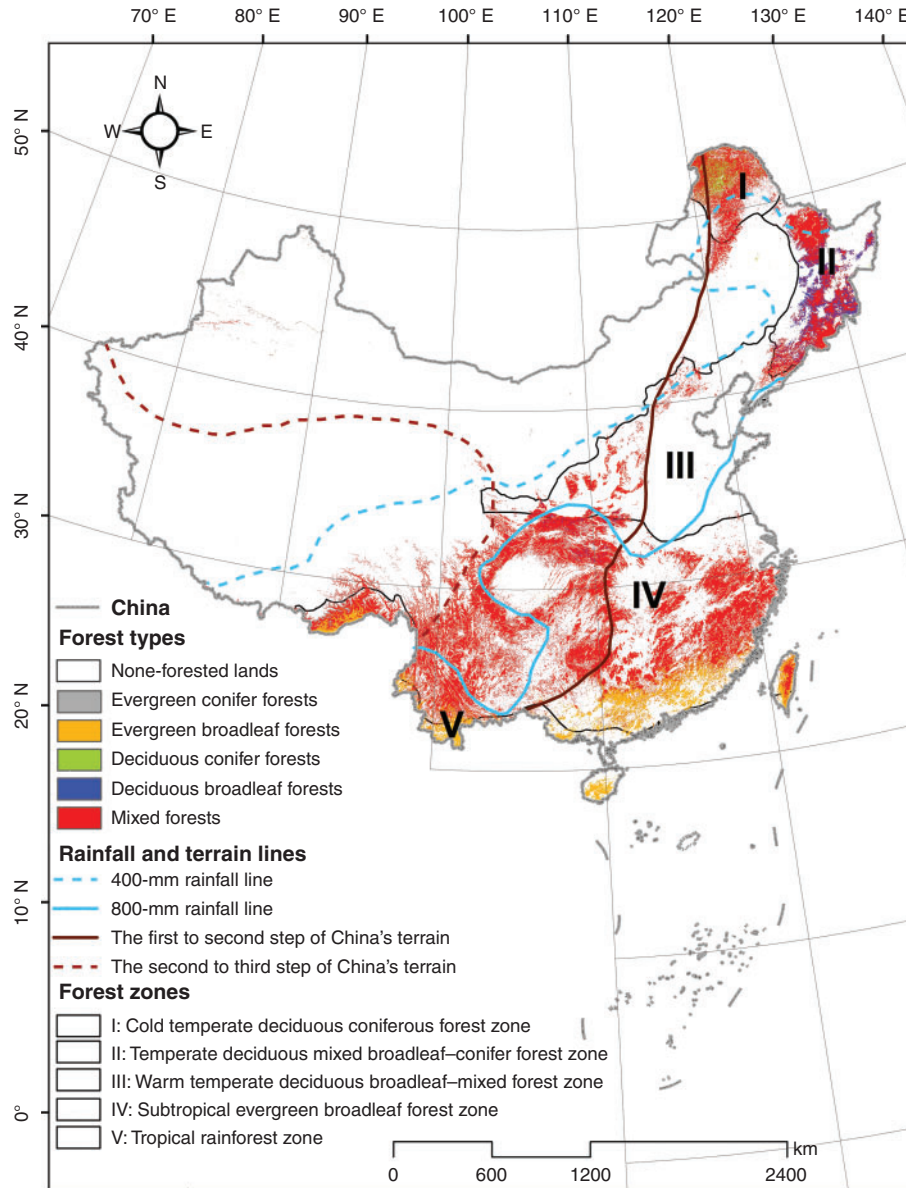 70° E 80° E 90° E 100° E 110° E 120° E 130° E 140° E
50° N
40° N
30° N
20° N
10° N
0°
N
W E
S
I
II
III
IV
V
China
Forest types
None-forested lands
Evergreen conifer forests
Evergreen broadleaf forests
Deciduous conifer forests
Deciduous broadleaf forests
Mixed forests
Rainfall and terrain lines
400-mm rainfall line
800-mm rainfall line
The first to second step of China's terrain
The second to third step of China's terrain
Forest zones
I: Cold temperate deciduous coniferous forest zone
II: Temperate deciduous mixed broadleaf–conifer forest zone
III: Warm temperate deciduous broadleaf–mixed forest zone
IV: Subtropical evergreen broadleaf forest zone
V: Tropical rainforest zone
km
0 600 1200 2400